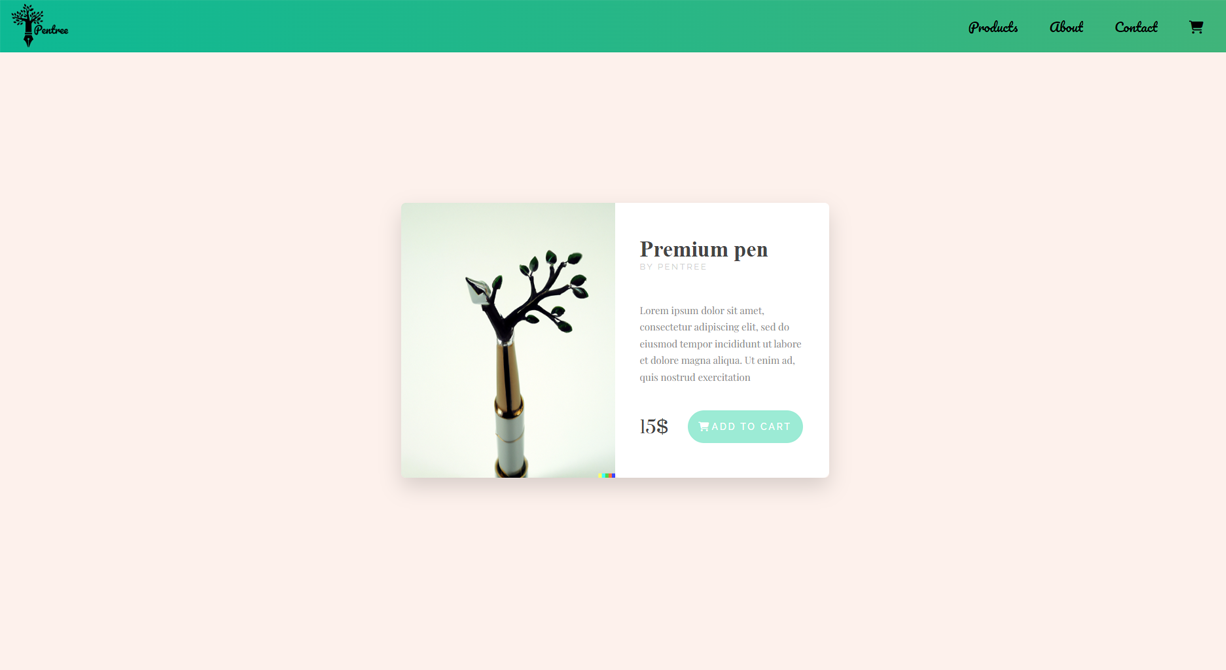 Pentree
Products
About
Contact
Premium pen
BY PENTREE
Lorem ipsum dolor sit amet,
consectetur adipiscing elit, sed do
eiusmod tempor incididunt ut labore
et dolore magna aliqua. Ut enim ad,
quis nostrud exercitation
15$
ADD TO CART